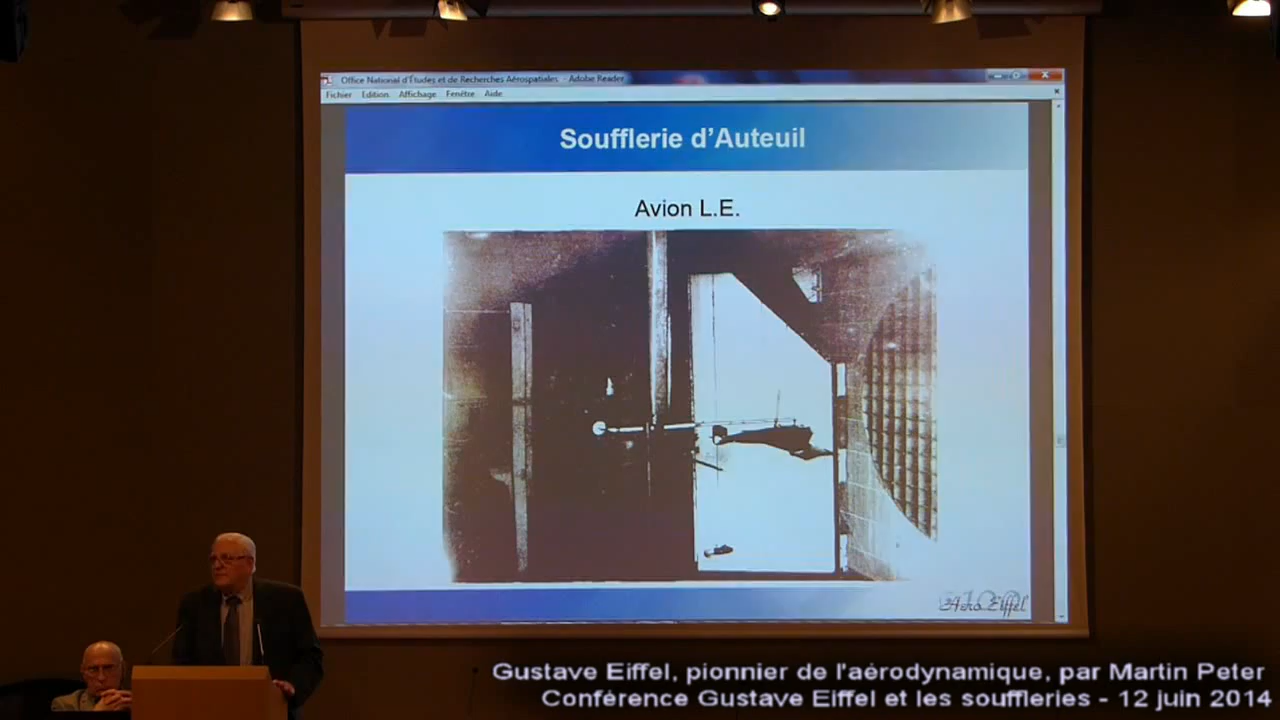 Office National d'Études et de Recherches Aérospatiales - Adobe Reader
Fichier Edition Affichage Fenêtre Aide
Soufflerie d'Auteuil
Avion L.E.
Aéro Eiffel
Gustave Eiffel, pionnier de l'aérodynamique, par Martin Peter
Conférence Gustave Eiffel et les souffleries - 12 juin 2014